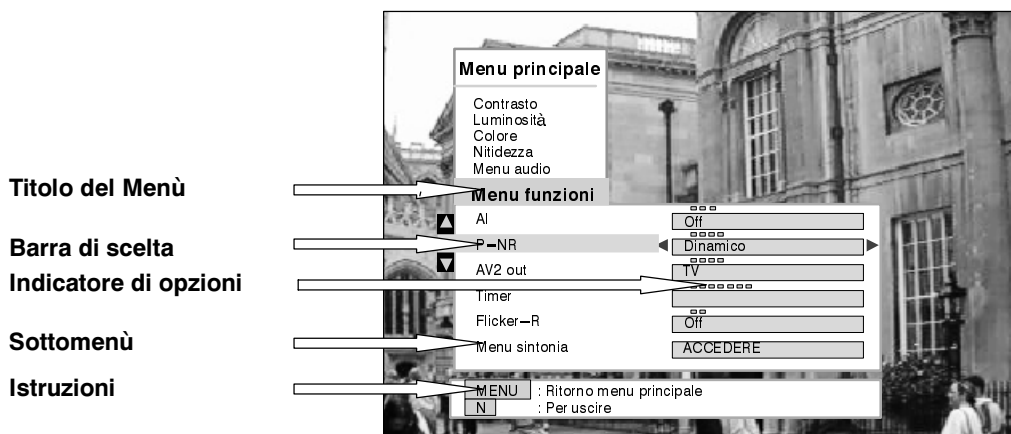 Menu principale
Contrasto
Luminosità
Colore
Nitidezza
Menu audio
Titolo del Menù
Menu funzioni
AI
Off
Barra di scelta
P-NR
Dinamico
Indicatore di opzioni
AV2 out
TV
Timer
Flicker-R
Off
Sottomenù
Menu sintonia
ACCEDERE
Istruzioni
MENU : Ritorno menu principale
N : Per uscire